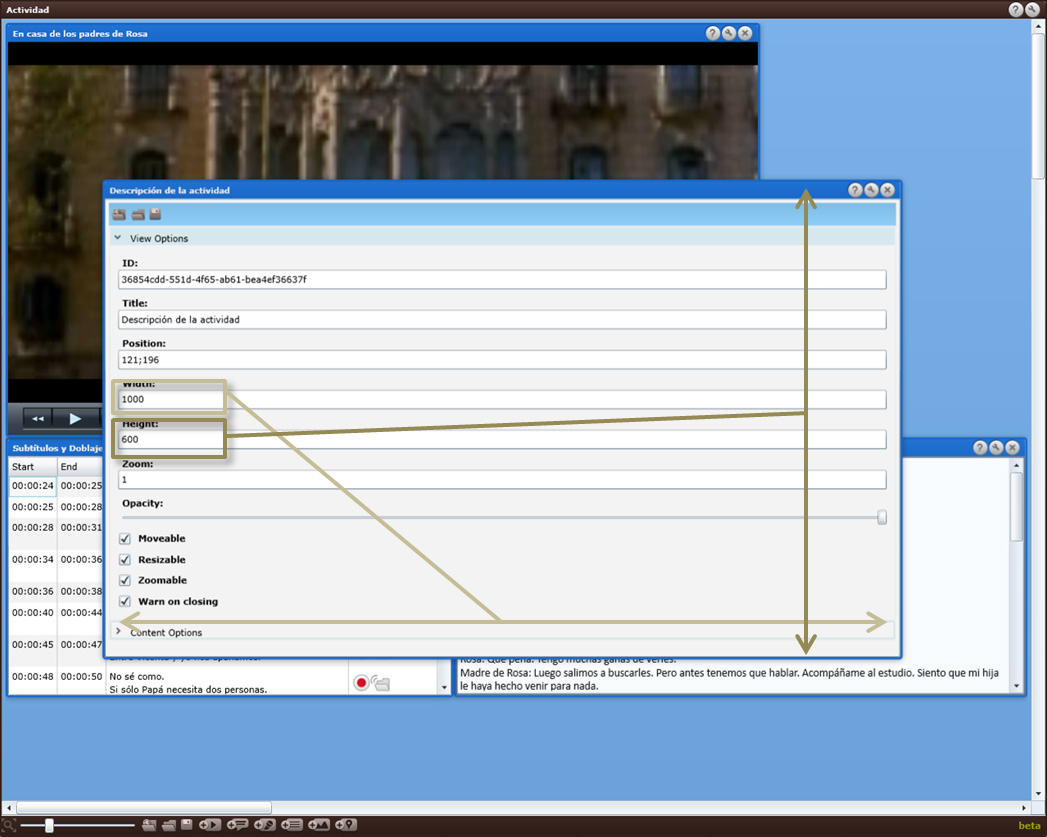 Actividad
En casa de los padres de Rosa
Descripción de la actividad
View Options
ID:
36854cdd-551d-4f65-ab61-bea4ef36637f
Title:
Descripción de la actividad
Position:
121;196
Width:
1000
Height:
600
Zoom:
1
Opacity:
Moveable
Resizable
Zoomable
Warn on closing
Content Options
Subtítulos y Doblaje
Start End
00:00:24 00:00:25
00:00:25 00:00:28
00:00:28 00:00:31
00:00:34 00:00:36
00:00:36 00:00:38
00:00:40 00:00:44
00:00:45 00:00:47
00:00:48 00:00:50 No sé como.
Si sólo Papá necesita dos personas.
Rosa: Qué pena. Tengo muchas ganas de verles.
Madre de Rosa: Luego salimos a buscarles. Pero antes tenemos que hablar. Acompáñame al estudio. Siento que mi hija
le haya hecho venir para nada.
beta